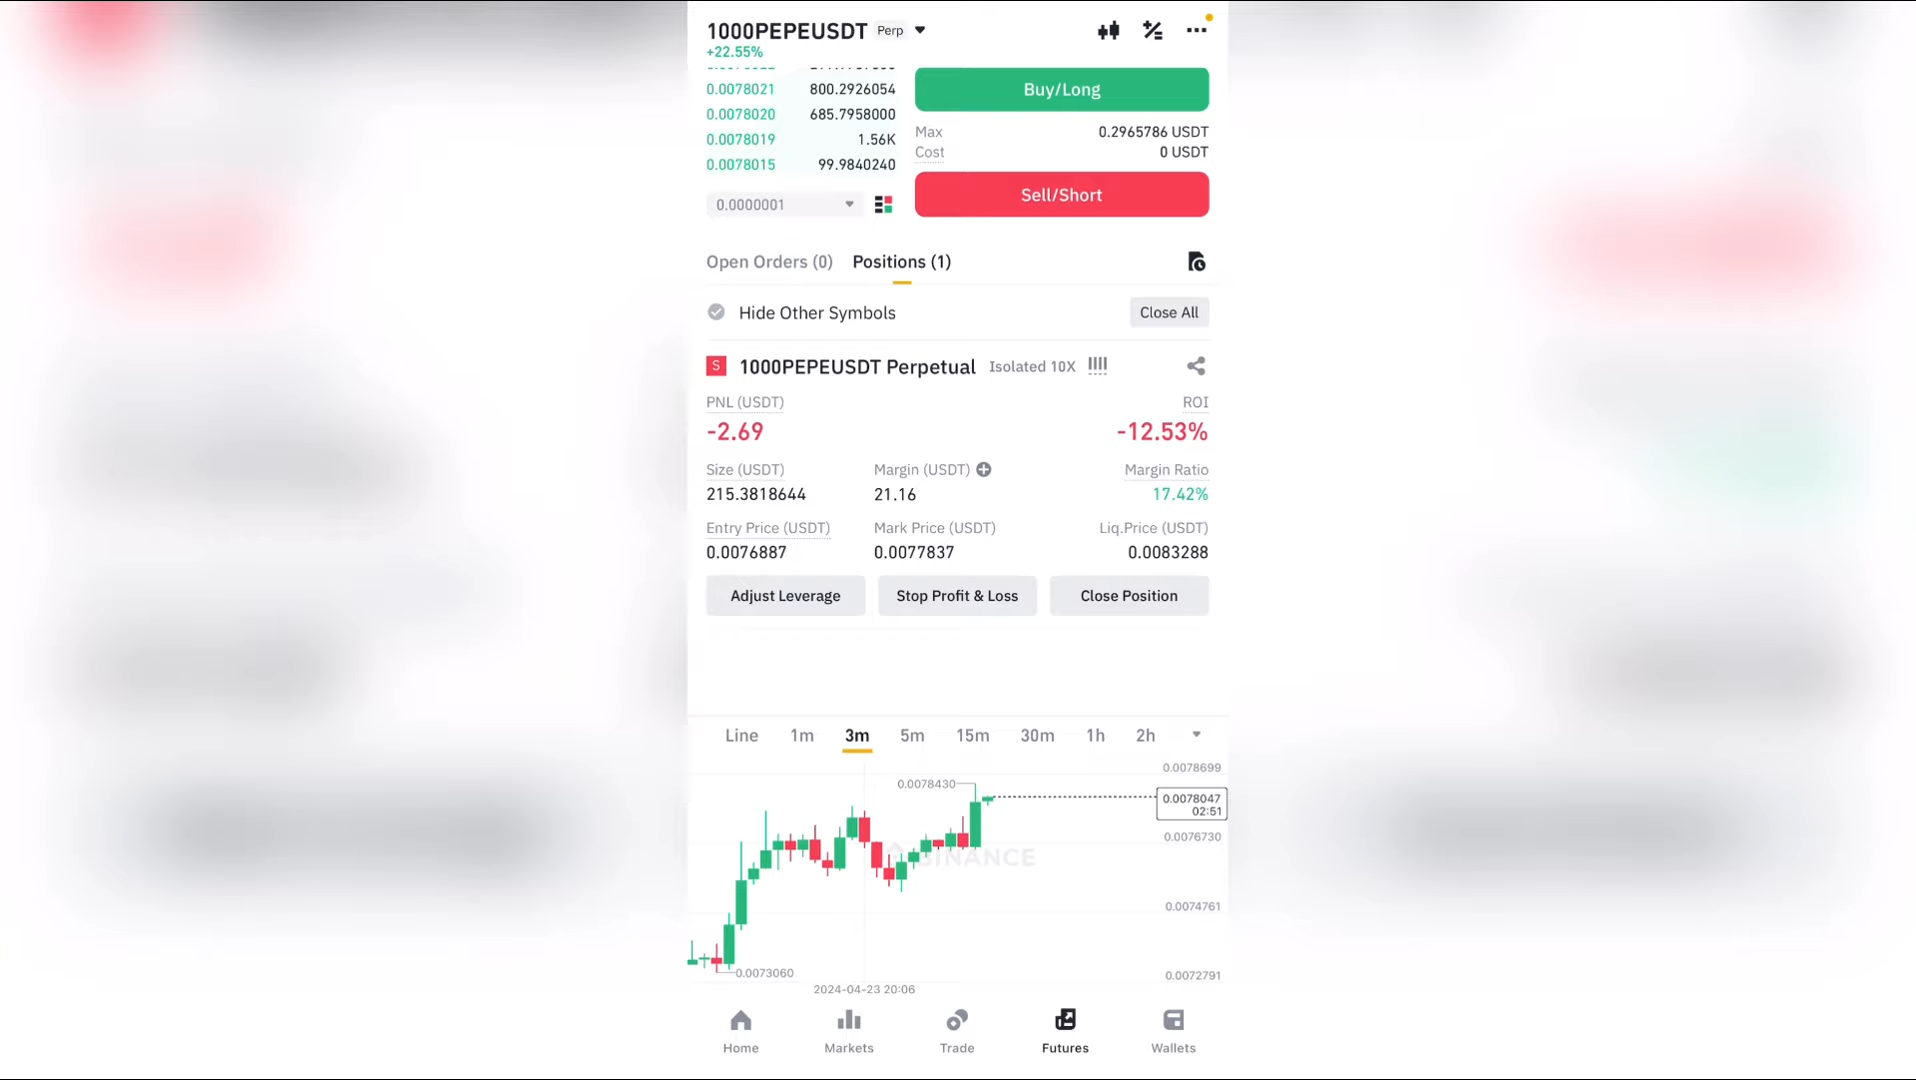 1000PEPEUSDT Perp
+22.55%
0.0078021 800.2926054
0.0078020 685.7958000
0.0078019 1.56K
0.0078015 99.9840240
0.0000001
Buy/Long
Max 0.2965786 USDT
Cost 0 USDT
Sell/Short
Open Orders (0) Positions (1)
Hide Other Symbols Close All
S 1000PEPEUSDT Perpetual Isolated 10X
PNL (USDT) ROI
-2.69 -12.53%
Size (USDT) Margin (USDT) Margin Ratio
215.3818644 21.16 17.42%
Entry Price (USDT) Mark Price (USDT) Liq.Price (USDT)
0.0076887 0.0077837 0.0083288
Adjust Leverage Stop Profit & Loss Close Position
Line 1m 3m 5m 15m 30m 1h 2h
0.0078699
0.0078430
0.0078047
02:51
0.0076730
BINANCE
0.0074761
0.0073060
0.0072791
2024-04-23 20:06
Home Markets Trade Futures Wallets